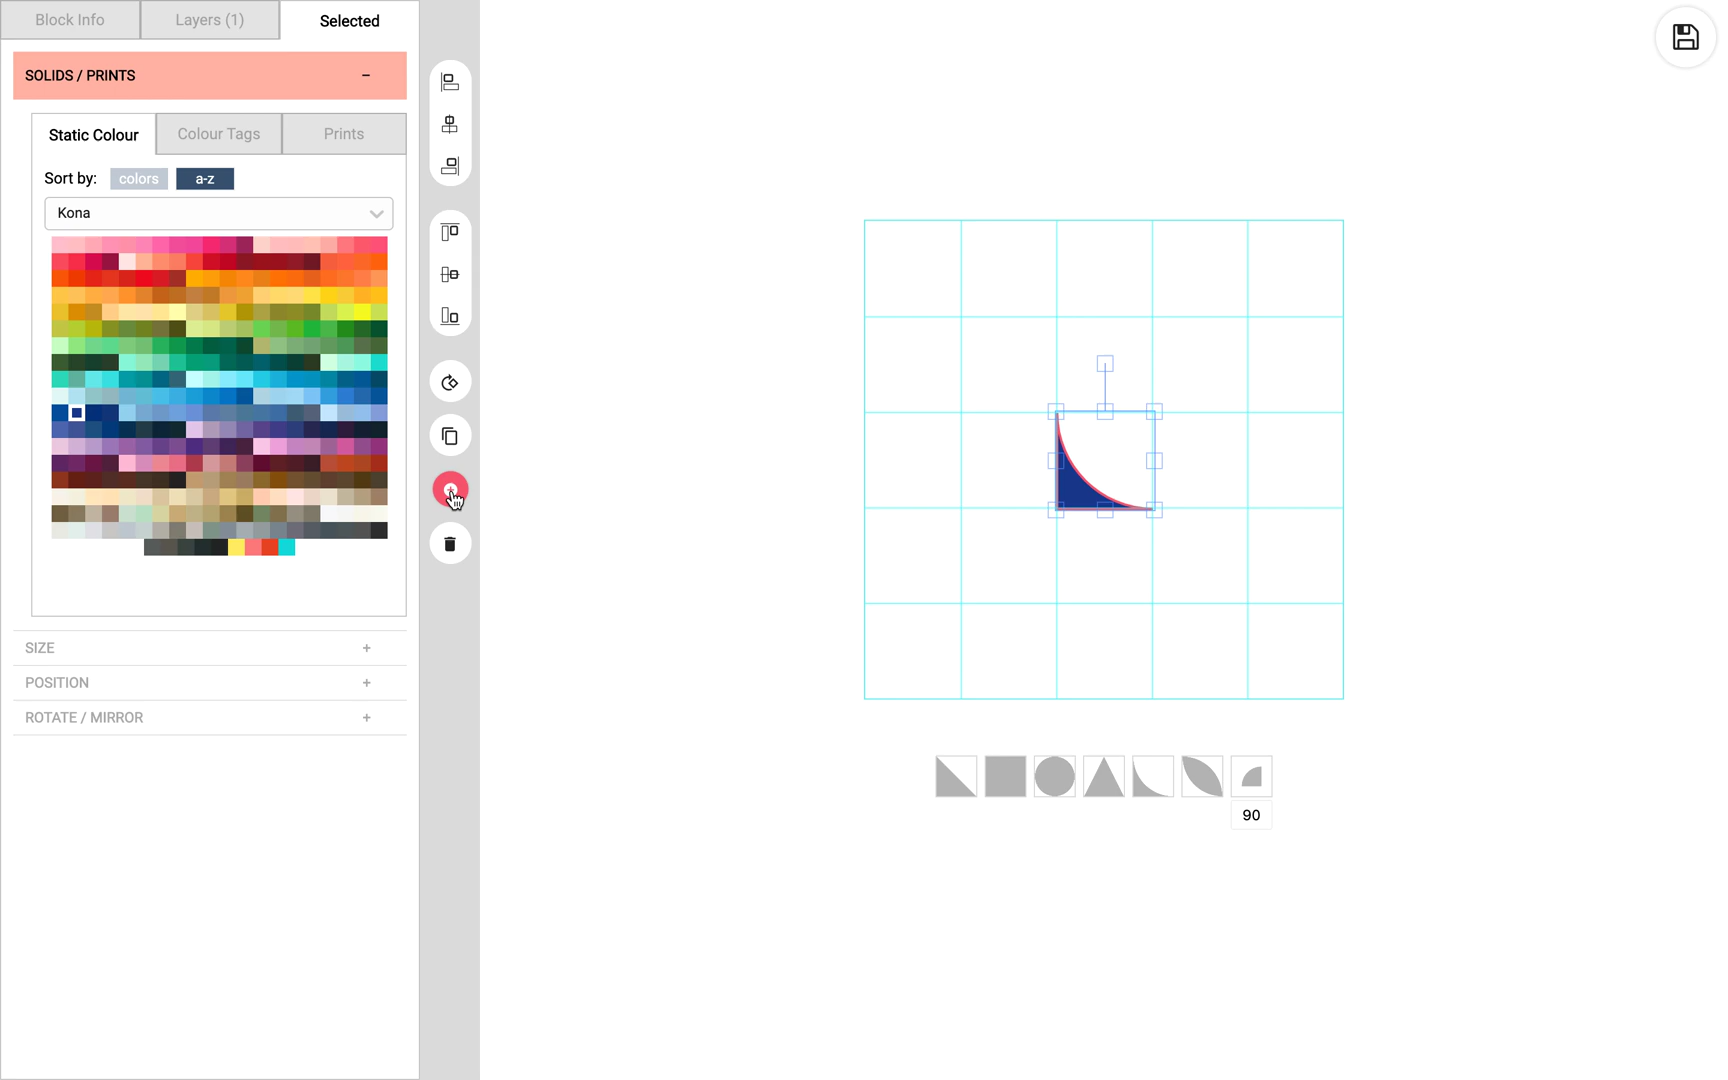 Block Info
Layers (1)
Selected
SOLIDS / PRINTS
−
Static Colour
Colour Tags
Prints
Sort by:
colors
a-z
Kona
SIZE
+
POSITION
+
ROTATE / MIRROR
+
90